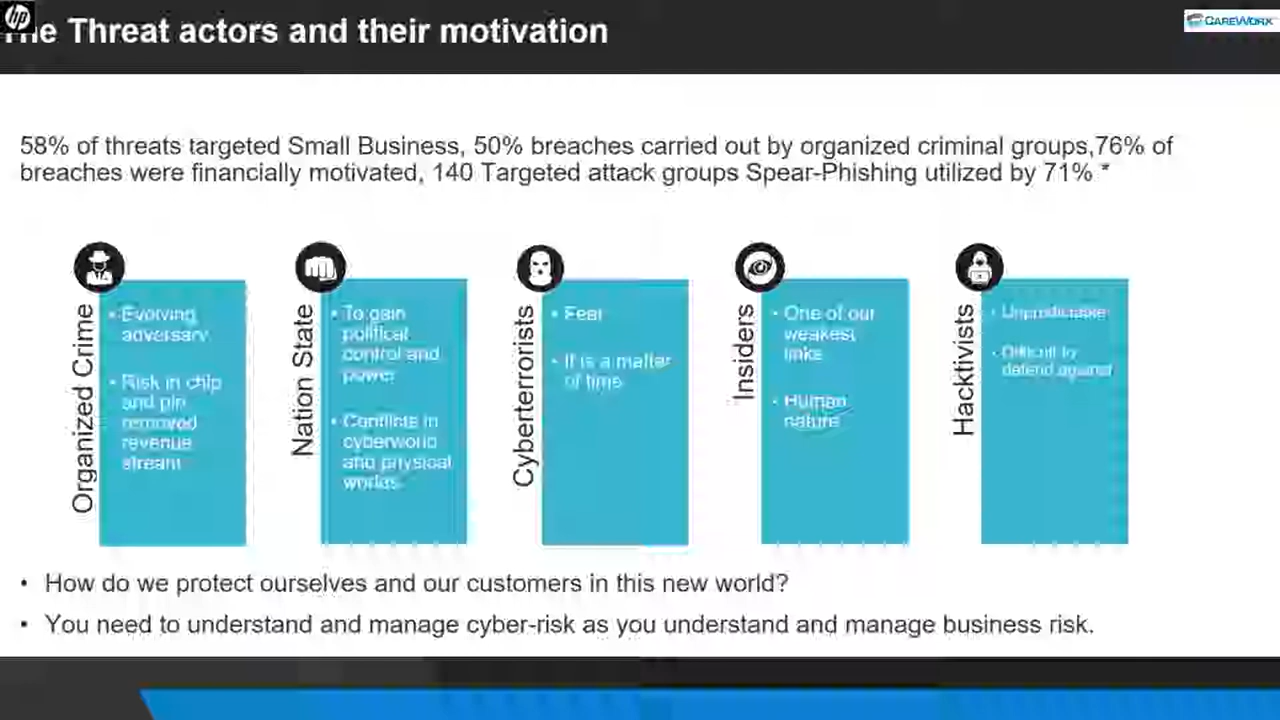 hp
The Threat actors and their motivation
CAREWORX
58% of threats targeted Small Business, 50% breaches carried out by organized criminal groups,76% of
breaches were financially motivated, 140 Targeted attack groups Spear-Phishing utilized by 71% *
Organized Crime
• Evolving
adversary
• Risk in chip
and pin
removed
revenue
stream
Nation State
• To gain
political
control and
power
• Conflicts in
cyberworld
and physical
worlds
Cyberterrorists
• Fear
• It is a matter
of time
Insiders
• One of our
weakest
links
• Human
nature
Hacktivists
• Unpredictable
• Difficult to
defend against
• How do we protect ourselves and our customers in this new world?
• You need to understand and manage cyber-risk as you understand and manage business risk.